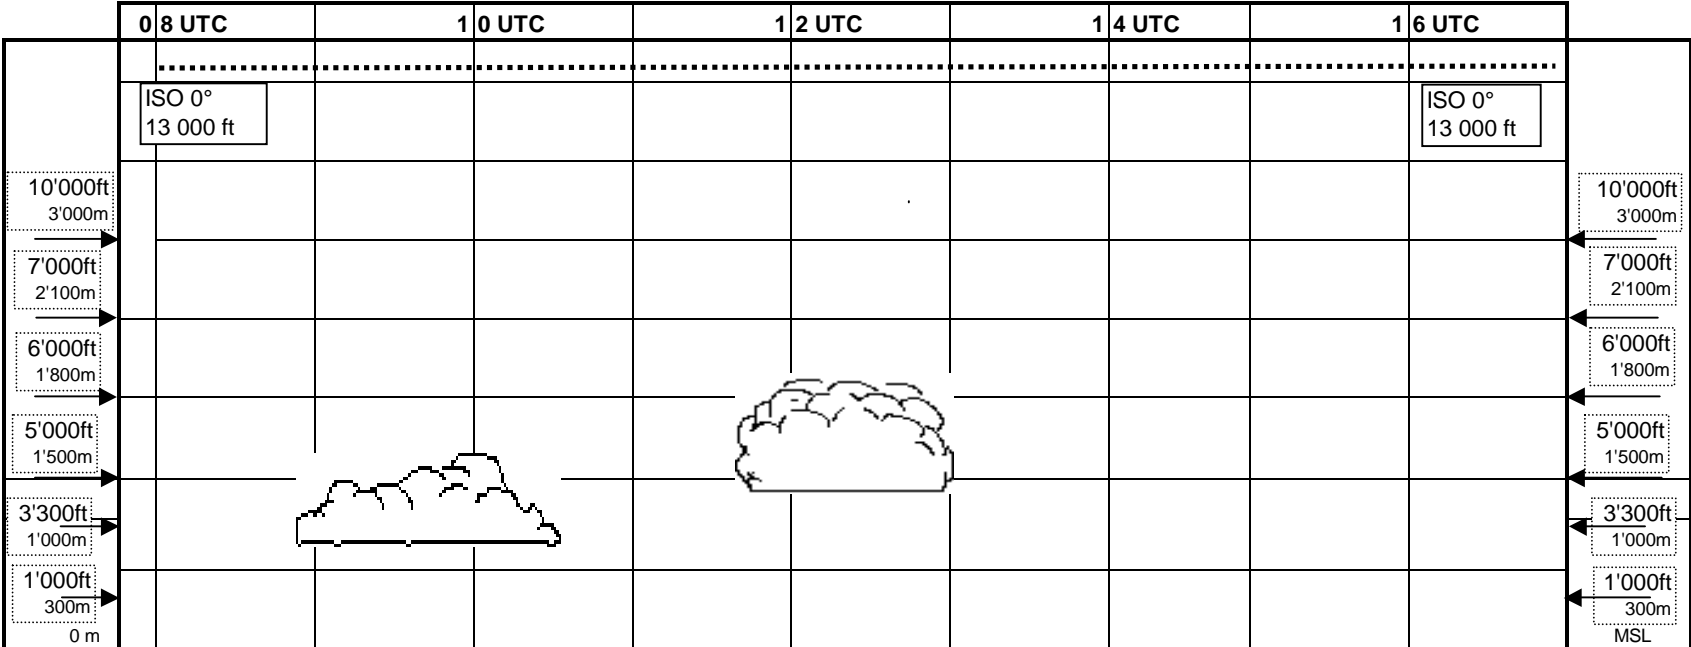 08 UTC 10 UTC 12 UTC 14 UTC 16 UTC
ISO 0°
13 000 ft
ISO 0°
13 000 ft
10'000ft
3'000m
7'000ft
2'100m
6'000ft
1'800m
5'000ft
1'500m
3'300ft
1'000m
1'000ft
300m
0 m
10'000ft
3'000m
7'000ft
2'100m
6'000ft
1'800m
5'000ft
1'500m
3'300ft
1'000m
1'000ft
300m
MSL